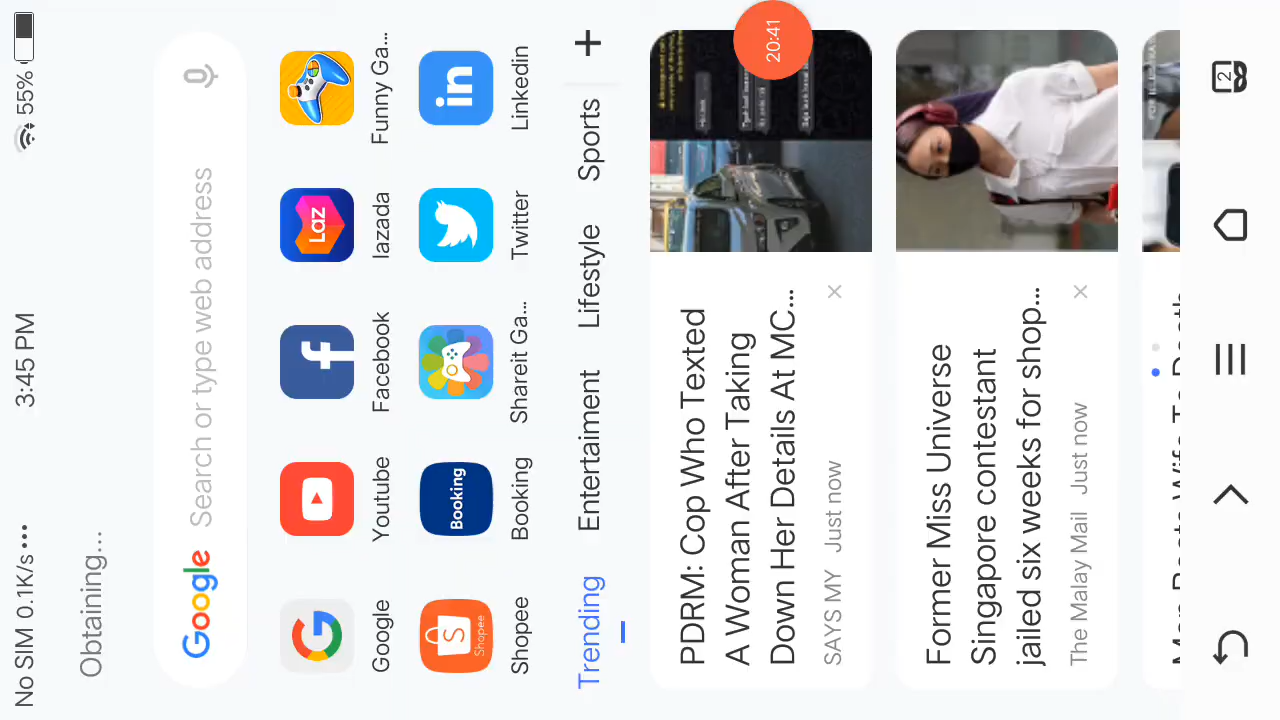 No SIM 0.1K/s ••• 3:45 PM 55%
Obtaining...
Google Search or type web address
Google Youtube Facebook lazada Funny Ga...
Shopee Booking Shareit Ga... Twitter Linkedin
Trending Entertaiment Lifestyle Sports +
20:41
PDRM: Cop Who Texted
A Woman After Taking
Down Her Details At MC...
SAYS MY Just now
Former Miss Universe
Singapore contestant
jailed six weeks for shop...
The Malay Mail Just now
2